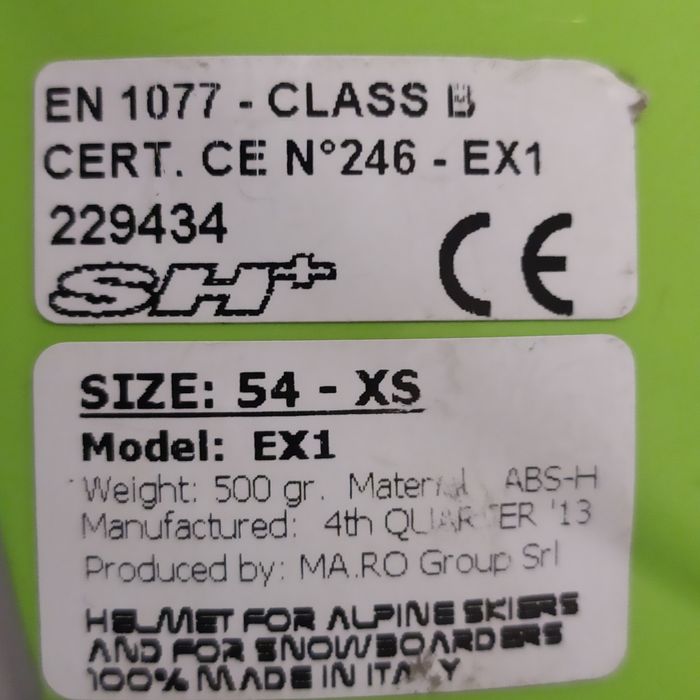 EN 1077 - CLASS B
CERT. CE N°246 - EX1
229434
SH+
CE
SIZE: 54 - XS
Model: EX1
Weight: 500 gr. Material ABS-H
Manufactured: 4th QUARTER '13
Produced by: MA.RO Group Srl
HELMET FOR ALPINE SKIERS
AND FOR SNOWBOARDERS
100% MADE IN ITALY